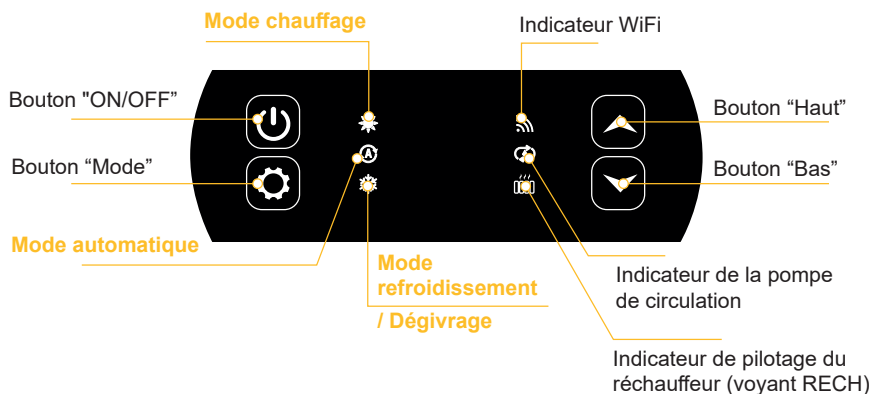 Mode chauffage
Indicateur WiFi
Bouton "ON/OFF”
Bouton “Haut”
A
Bouton “Mode”
Bouton “Bas”
Mode automatique
Mode
refroidissement
/ Dégivrage
Indicateur de la pompe
de circulation
Indicateur de pilotage du
réchauffeur (voyant RECH)